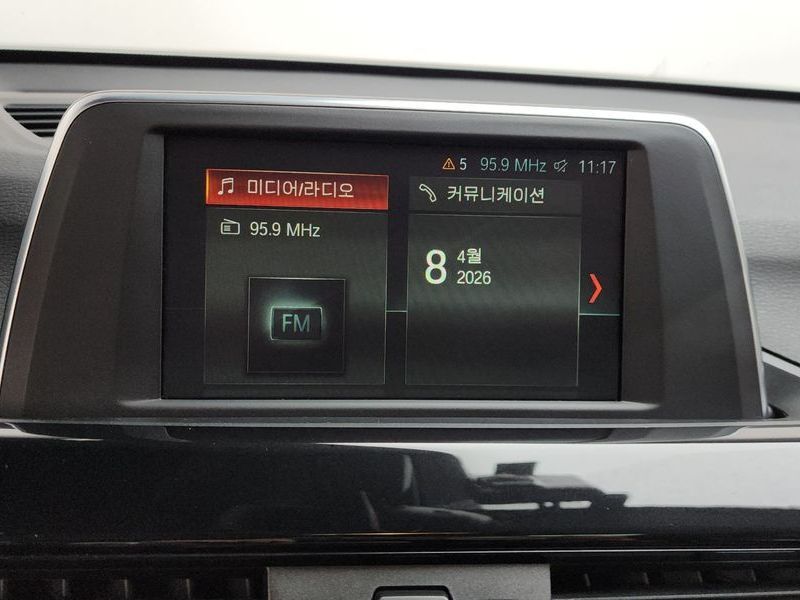 5 95.9 MHz 11:17
미디어/라디오
커뮤니케이션
95.9 MHz
8 4월
2026
FM